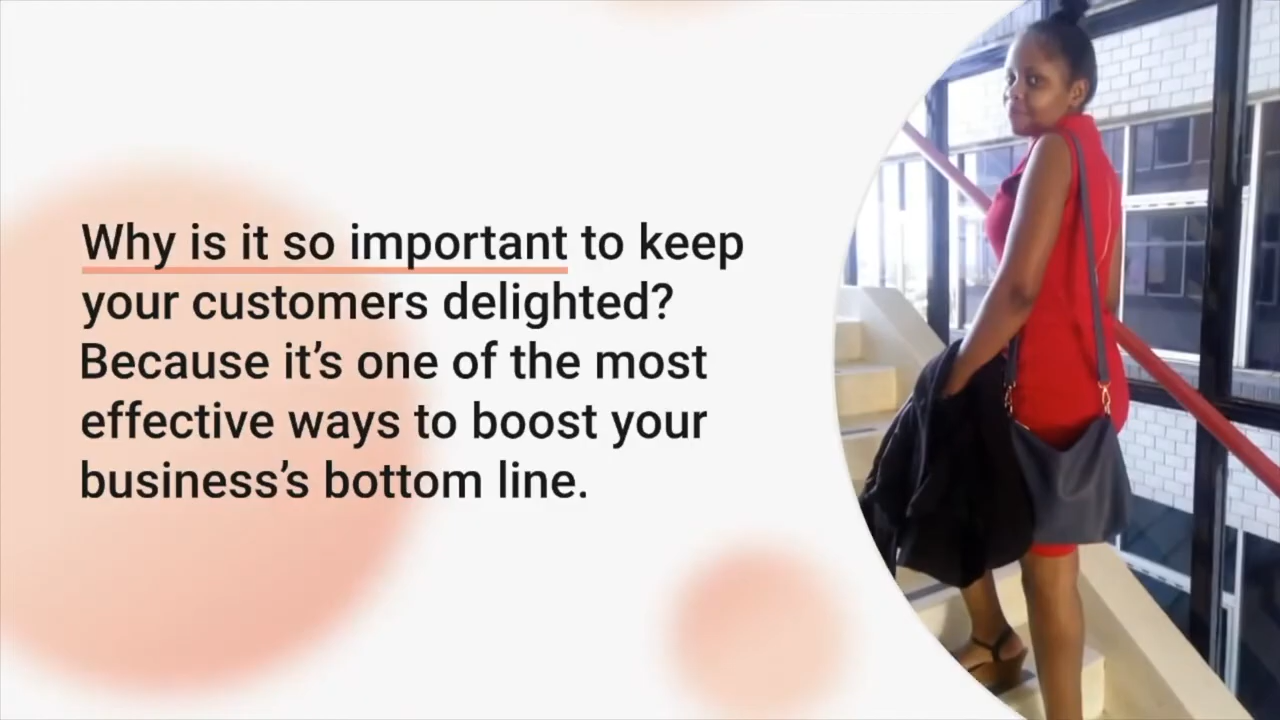 Why is it so important to keep
your customers delighted?
Because it’s one of the most
effective ways to boost your
business’s bottom line.